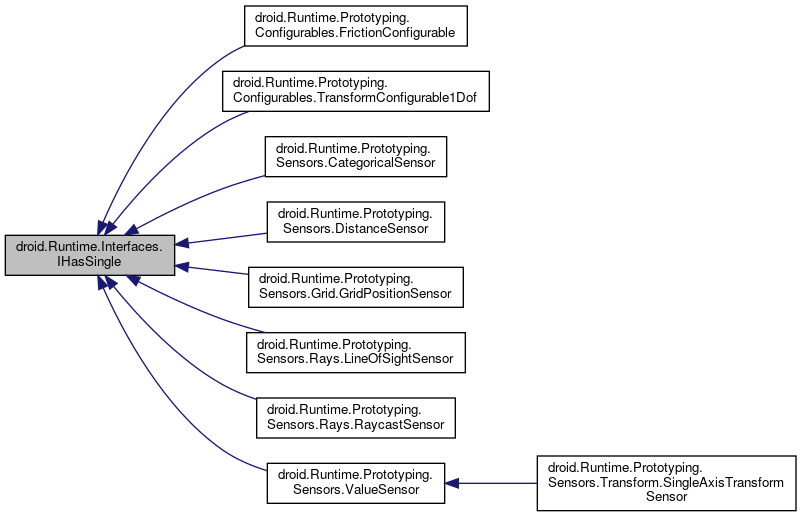 droid.Runtime.Prototyping.
Configurables.FrictionConfigurable
droid.Runtime.Prototyping.
Configurables.TransformConfigurable1Dof
droid.Runtime.Prototyping.
Sensors.CategoricalSensor
droid.Runtime.Prototyping.
Sensors.DistanceSensor
droid.Runtime.Interfaces.
IHasSingle
droid.Runtime.Prototyping.
Sensors.Grid.GridPositionSensor
droid.Runtime.Prototyping.
Sensors.Rays.LineOfSightSensor
droid.Runtime.Prototyping.
Sensors.Rays.RaycastSensor
droid.Runtime.Prototyping.
Sensors.ValueSensor
droid.Runtime.Prototyping.
Sensors.Transform.SingleAxisTransform
Sensor